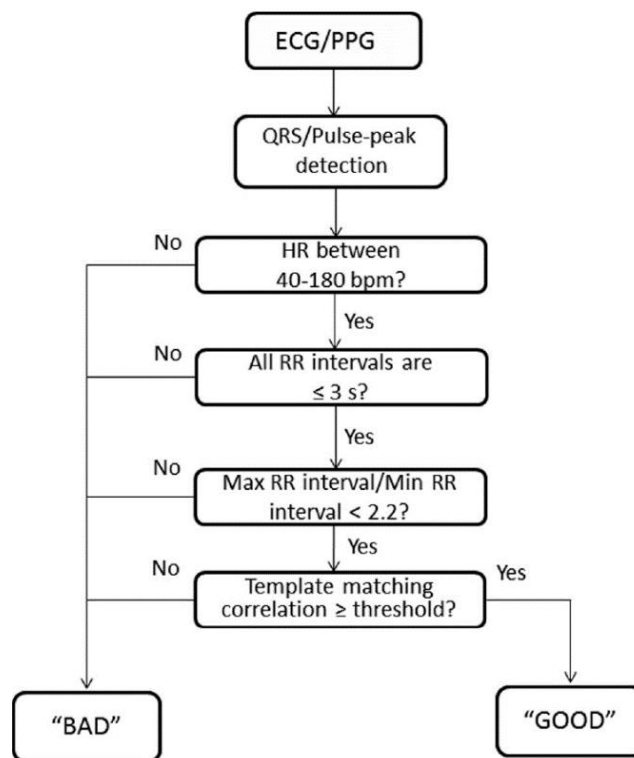 ECG/PPG
QRS/Pulse-peak
detection
No
HR between
40-180 bpm?
Yes
No
All RR intervals are
≤ 3 s?
Yes
No
Max RR interval/Min RR
interval < 2.2?
Yes
No
Template matching
correlation ≥ threshold?
Yes
“BAD”
“GOOD”